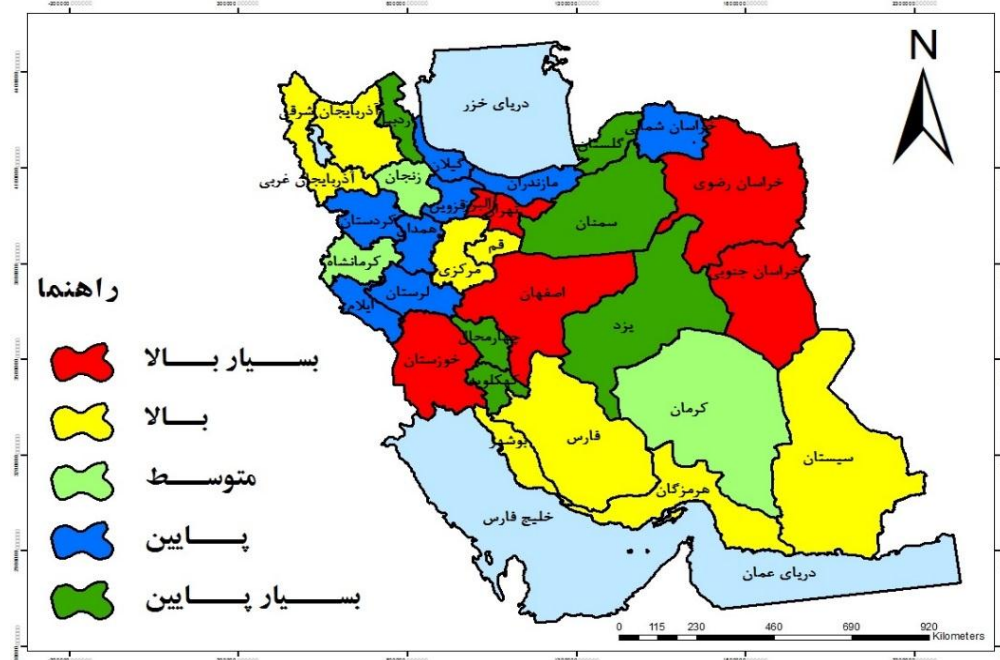 N
دریای خزر
آذربایجان شرقی
آذربایجان غربی
اردبیل
گیلان
مازندران
گلستان
خراسان شمالی
خراسان رضوی
خراسان جنوبی
سمنان
زنجان
قزوین
البرز
تهران
کردستان
همدان
کرمانشاه
مرکزی
قم
ایلام
لرستان
اصفهان
یزد
خوزستان
چهارمحال
کهکلویه
فارس
کرمان
سیستان
بوشهر
هرمزگان
خلیج فارس
دریای عمان
راهنما
بسیار بالا
بالا
متوسط
پایین
بسیار پایین
0 115 230 460 690 920
Kilometers